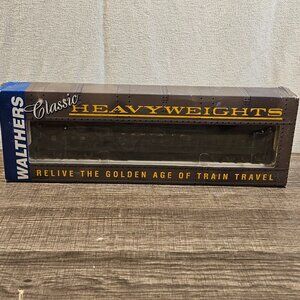 WALTHERS
Classic
HEAVYWEIGHTS
RELIVE THE GOLDEN AGE OF TRAIN TRAVEL